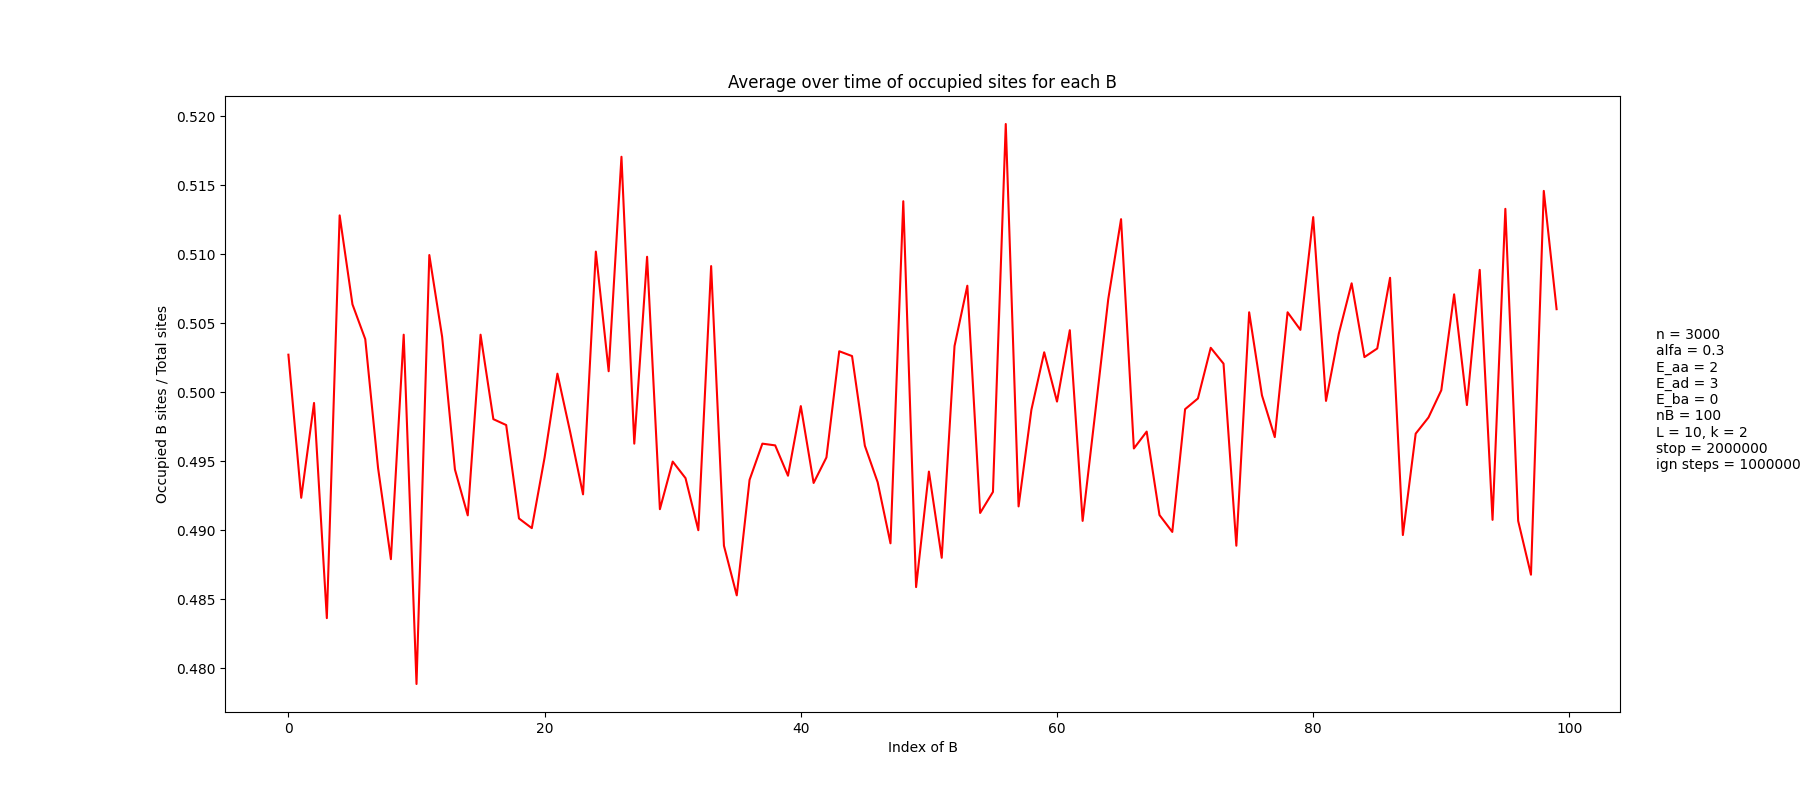 Average over time of occupied sites for each B
0.520
0.515
0.510
0.505
0.500
0.495
0.490
0.485
0.480
Occupied B sites / Total sites
0 20 40 60 80 100
Index of B
n = 3000
alfa = 0.3
E_aa = 2
E_ad = 3
E_ba = 0
nB = 100
L = 10, k = 2
stop = 2000000
ign steps = 1000000